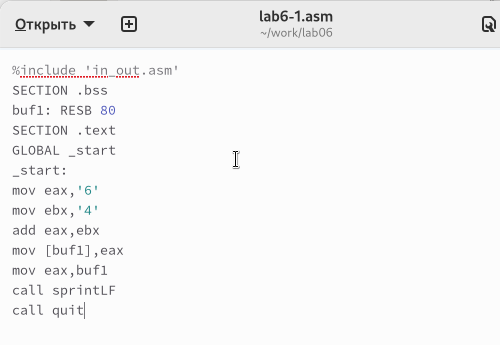 Открыть
lab6-1.asm
~/work/lab06
%include 'in_out.asm'
SECTION .bss
buf1: RESB 80
SECTION .text
GLOBAL _start
_start:
mov eax,'6'
mov ebx,'4'
add eax,ebx
mov [buf1],eax
mov eax,buf1
call sprintLF
call quit